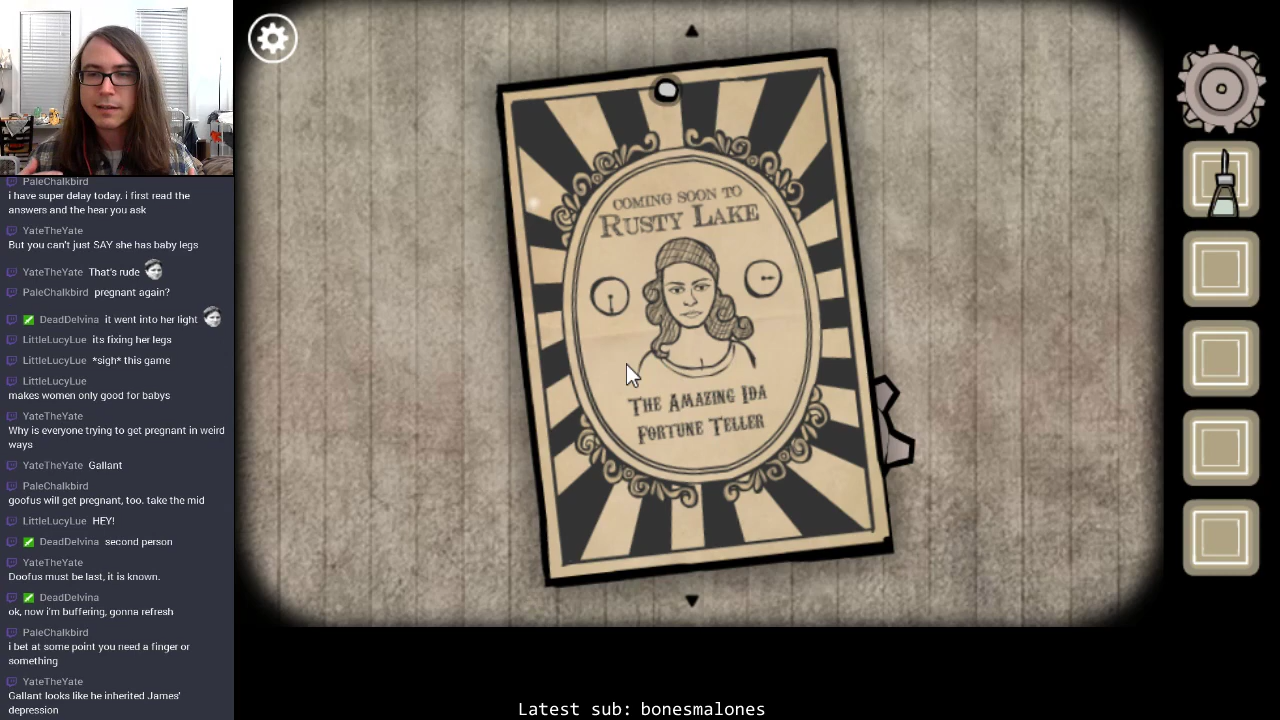 PaleChalkbird
i have super delay today. i first read the
answers and the hear you ask
YateTheYate
But you can't just SAY she has baby legs
YateTheYate That's rude
PaleChalkbird pregnant again?
DeadDelvina it went into her light
LittleLucyLue its fixing her legs
LittleLucyLue *sigh* this game
LittleLucyLue
makes women only good for babys
YateTheYate
Why is everyone trying to get pregnant in weird
ways
YateTheYate Gallant
PaleChalkbird
goofus will get pregnant, too. take the mid
LittleLucyLue HEY!
DeadDelvina second person
YateTheYate
Doofus must be last, it is known.
DeadDelvina
ok, now i'm buffering, gonna refresh
PaleChalkbird
i bet at some point you need a finger or
something
YateTheYate
Gallant looks like he inherited James'
depression
COMING SOON TO
RUSTY LAKE
THE AMAZING IDA
FORTUNE TELLER
Latest sub: bonesmalones